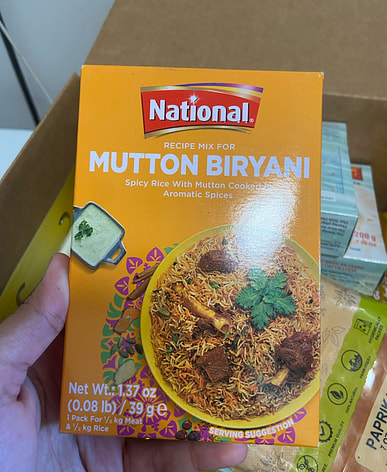 National®
RECIPE MIX FOR
MUTTON BIRYANI
Spicy Rice With Mutton Cooked
Aromatic Spices
Net Wt.: 1.37 oz
(0.08 lb) / 39 g e
1 Pack For ½ kg Meat
& ½ kg Rice
SERVING SUGGESTION
200 g
PAPRIK